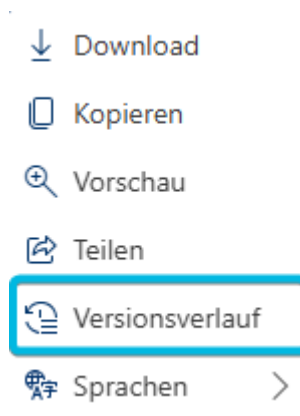 Download
Kopieren
Vorschau
Teilen
Versionsverlauf
Sprachen